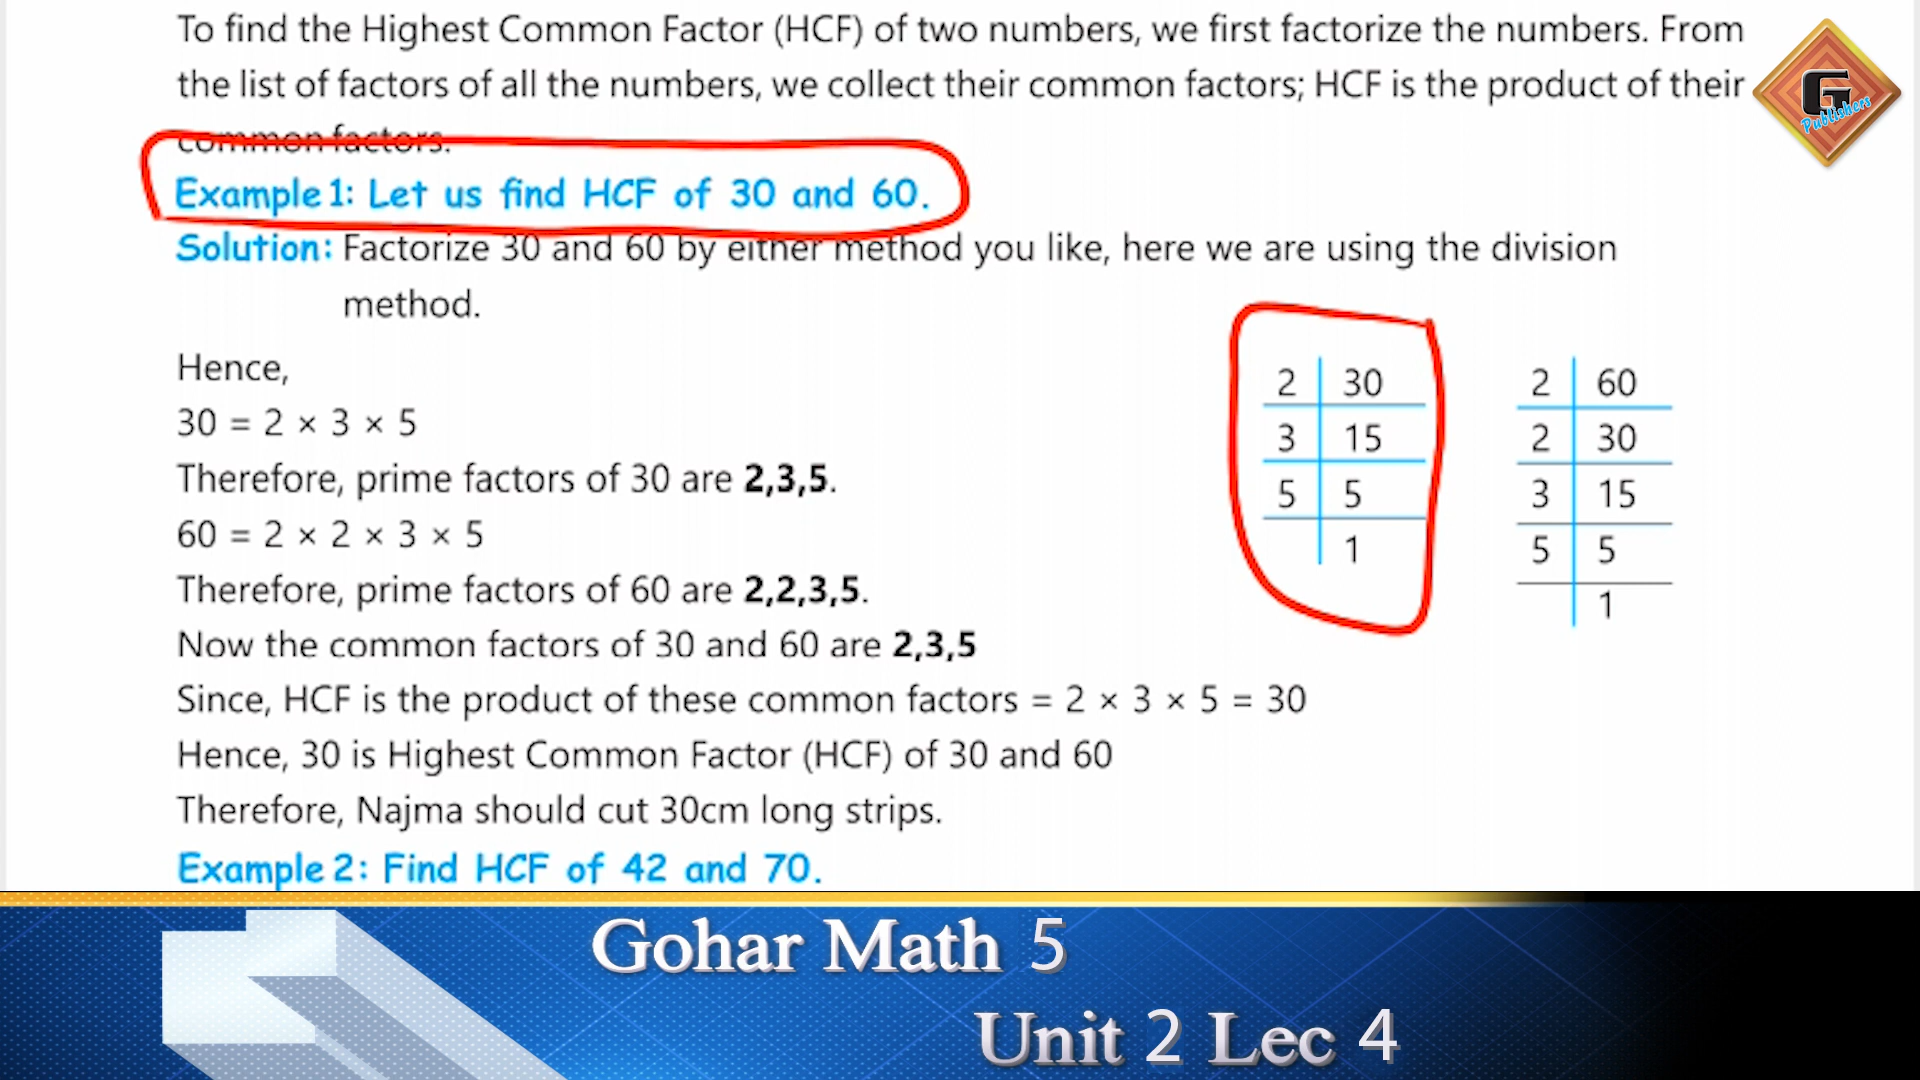 To find the Highest Common Factor (HCF) of two numbers, we first factorize the numbers. From
the list of factors of all the numbers, we collect their common factors; HCF is the product of their
common factors.
G
Publishers
Example 1: Let us find HCF of 30 and 60.
Solution: Factorize 30 and 60 by either method you like, here we are using the division
method.
Hence,
30 = 2 × 3 × 5
Therefore, prime factors of 30 are 2,3,5.
60 = 2 × 2 × 3 × 5
Therefore, prime factors of 60 are 2,2,3,5.
Now the common factors of 30 and 60 are 2,3,5
Since, HCF is the product of these common factors = 2 × 3 × 5 = 30
Hence, 30 is Highest Common Factor (HCF) of 30 and 60
Therefore, Najma should cut 30cm long strips.
2 30
3 15
5 5
1
2 60
2 30
3 15
5 5
1
Example 2: Find HCF of 42 and 70.
Gohar Math 5
Unit 2 Lec 4